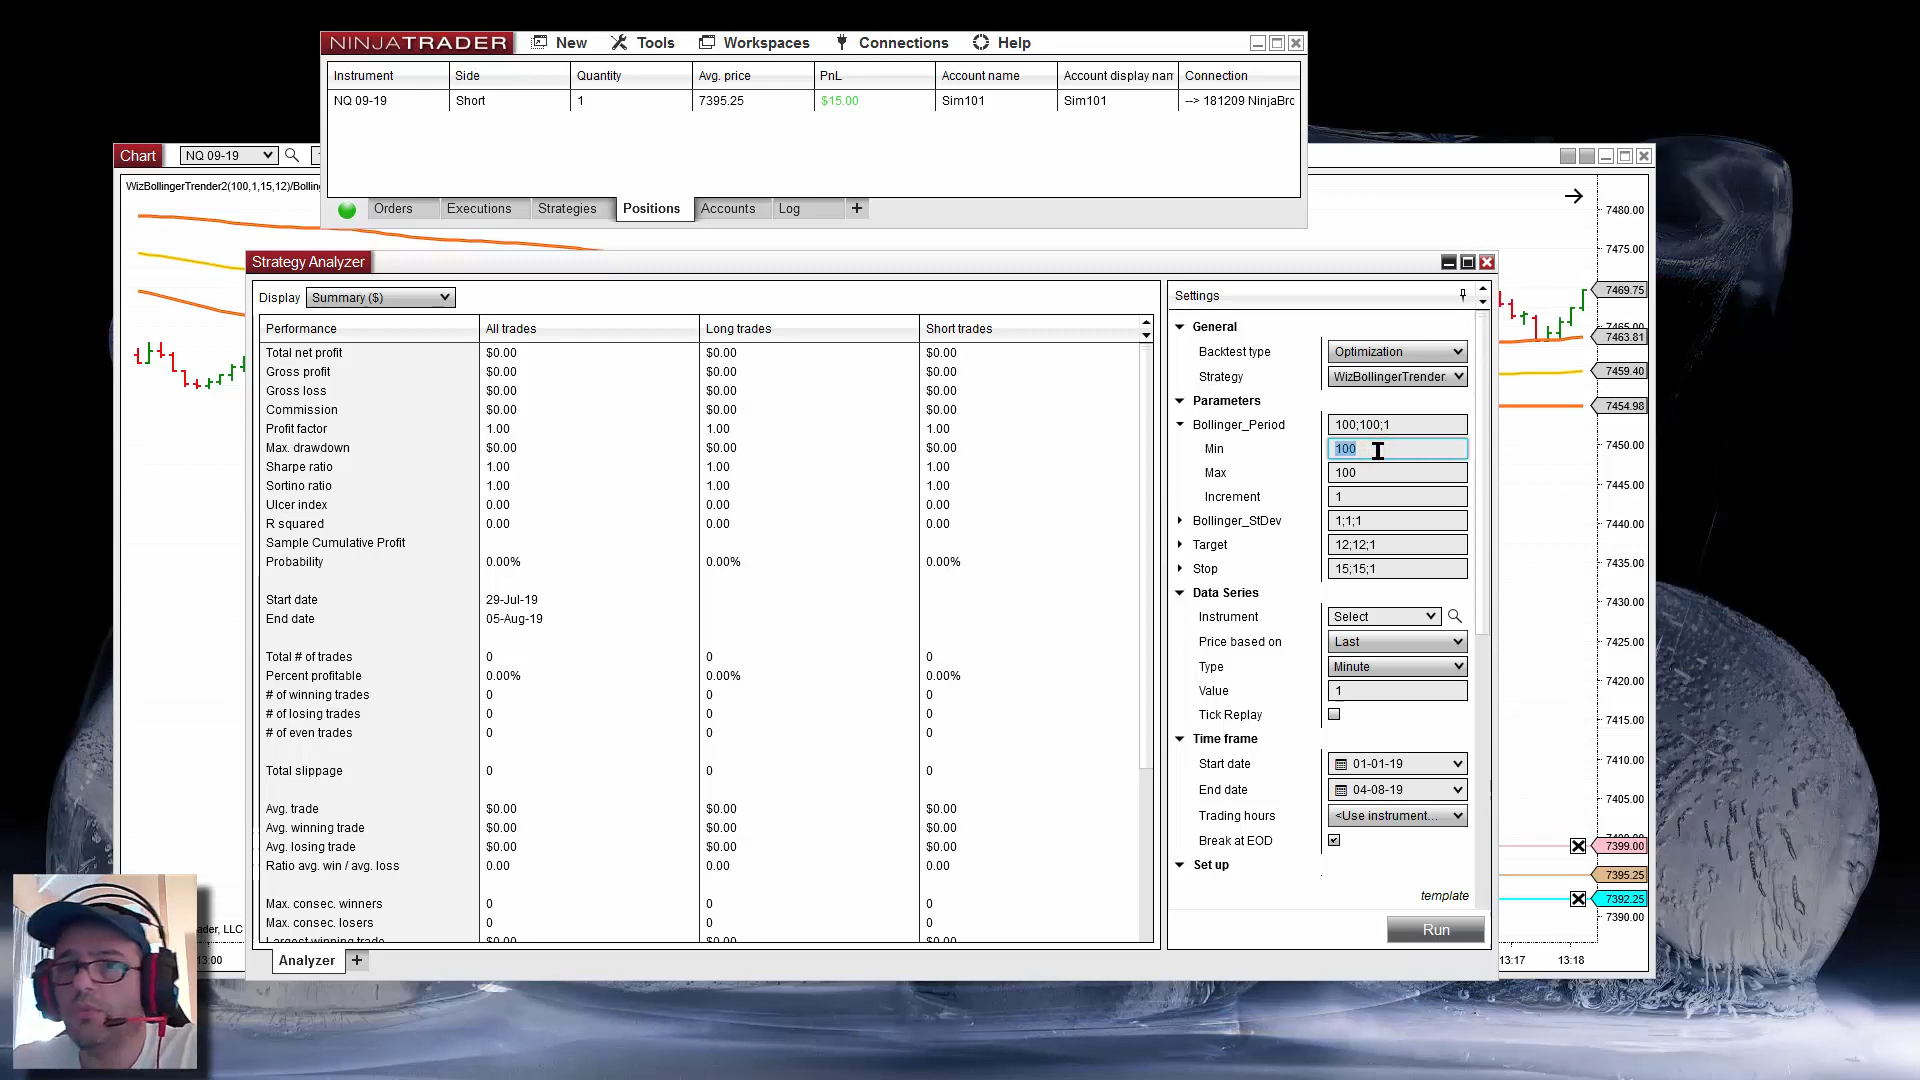 NINJATRADER New Tools Workspaces Connections Help
Instrument Side Quantity Avg. price PnL Account name Account display nam Connection
NQ 09-19 Short 1 7395.25 $15.00 Sim101 Sim101 --> 181209 NinjaBro
Orders Executions Strategies Positions Accounts Log +
Chart NQ 09-19
WizBollingerTrender2(100,1,15,12)/Bollin
Strategy Analyzer
Display Summary ($)
Performance All trades Long trades Short trades
Total net profit $0.00 $0.00 $0.00
Gross profit $0.00 $0.00 $0.00
Gross loss $0.00 $0.00 $0.00
Commission $0.00 $0.00 $0.00
Profit factor 1.00 1.00 1.00
Max. drawdown $0.00 $0.00 $0.00
Sharpe ratio 1.00 1.00 1.00
Sortino ratio 1.00 1.00 1.00
Ulcer index 0.00 0.00 0.00
R squared 0.00 0.00 0.00
Sample Cumulative Profit
Probability 0.00% 0.00% 0.00%
Start date 29-Jul-19
End date 05-Aug-19
Total # of trades 0 0 0
Percent profitable 0.00% 0.00% 0.00%
# of winning trades 0 0 0
# of losing trades 0 0 0
# of even trades 0 0 0
Total slippage 0 0 0
Avg. trade $0.00 $0.00 $0.00
Avg. winning trade $0.00 $0.00 $0.00
Avg. losing trade $0.00 $0.00 $0.00
Ratio avg. win / avg. loss 0.00 0.00 0.00
Max. consec. winners 0 0 0
Max. consec. losers 0 0 0
Largest winning trade $0.00 $0.00 $0.00
Analyzer +
Settings
General
Backtest type Optimization
Strategy WizBollingerTrender
Parameters
Bollinger_Period 100;100;1
Min 100
Max 100
Increment 1
Bollinger_StDev 1;1;1
Target 12;12;1
Stop 15;15;1
Data Series
Instrument Select
Price based on Last
Type Minute
Value 1
Tick Replay
Time frame
Start date 01-01-19
End date 04-08-19
Trading hours <Use instrument...
Break at EOD
Set up
template
Run
7480.00
7475.00
7469.75
7465.00
7463.81
7459.40
7454.98
7450.00
7445.00
7440.00
7435.00
7430.00
7425.00
7420.00
7415.00
7410.00
7405.00
7399.00
7395.25
7392.25
7390.00
ader, LLC
13:00 13:17 13:18